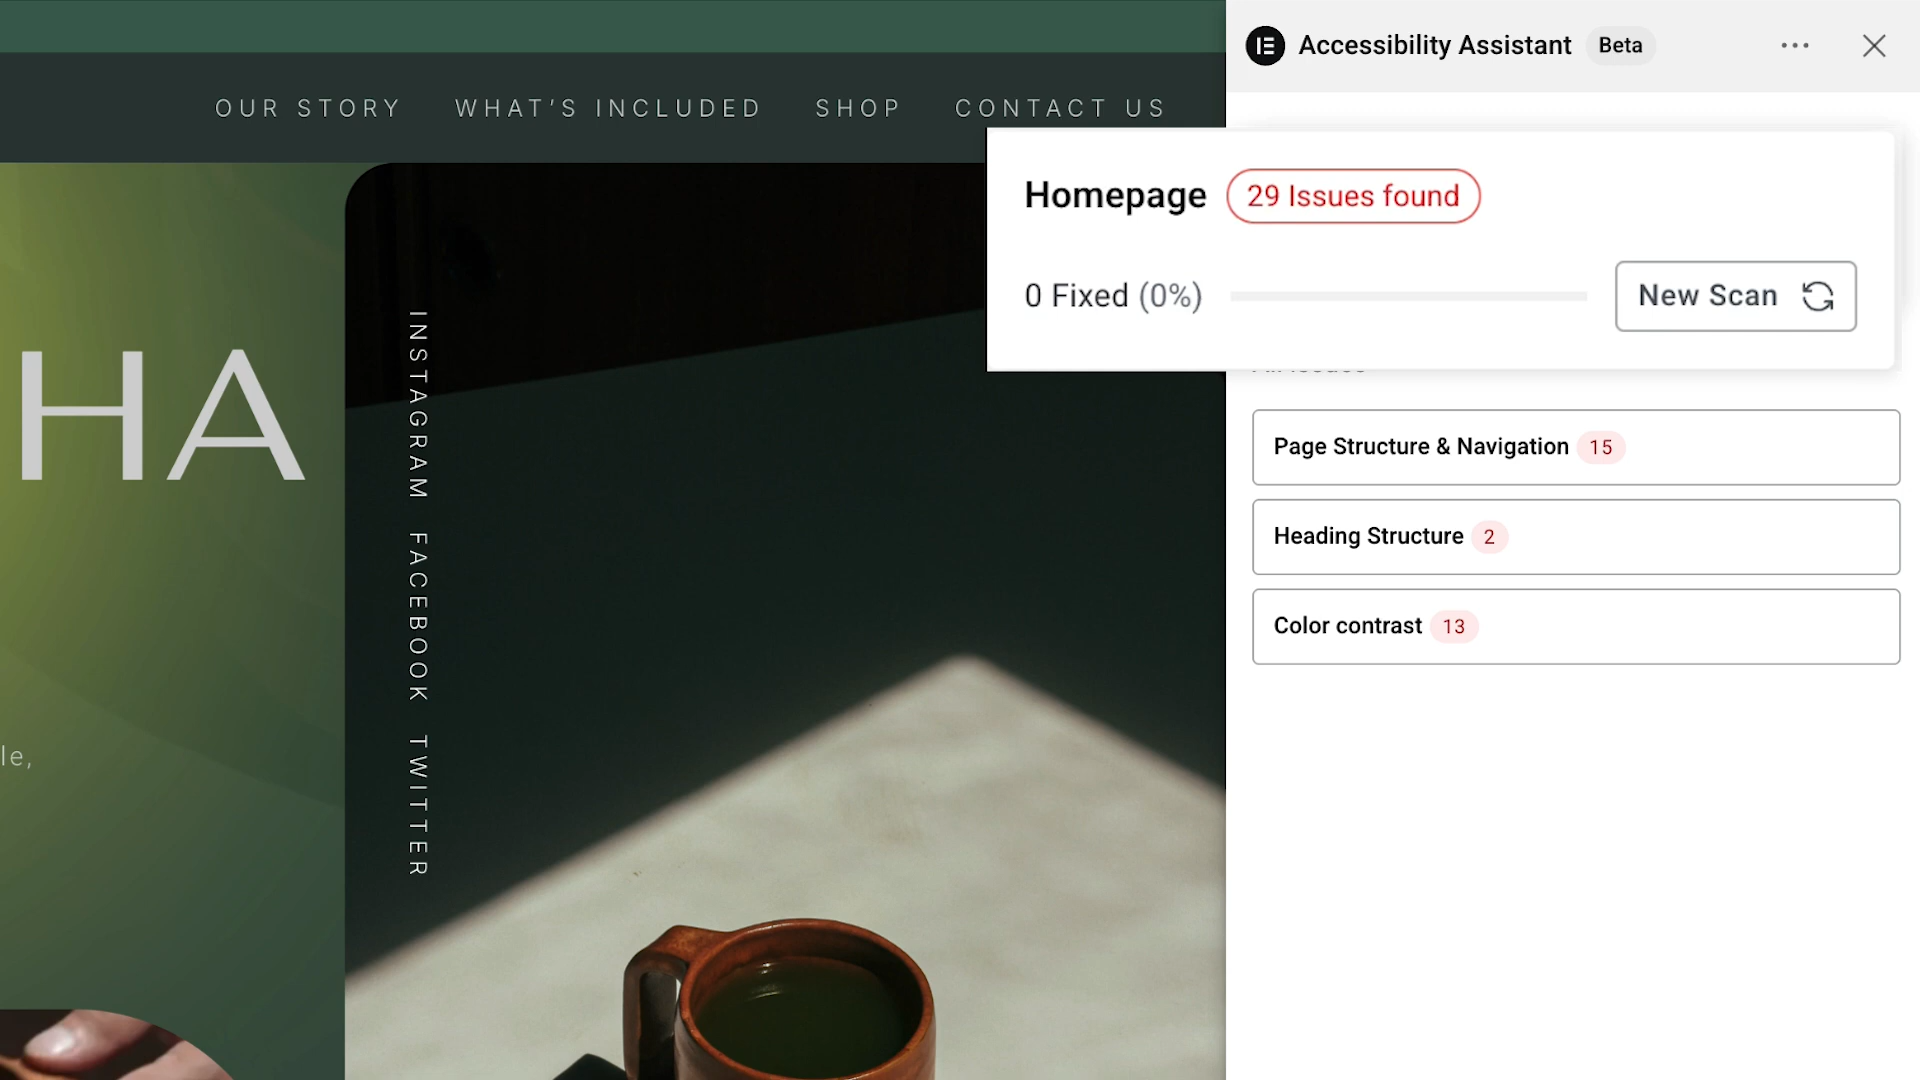 Accessibility Assistant Beta
OUR STORY WHAT'S INCLUDED SHOP CONTACT US
Homepage 29 Issues found
0 Fixed (0%) New Scan
Page Structure & Navigation 15
Heading Structure 2
Color contrast 13
HA
le,
INSTAGRAM FACEBOOK TWITTER